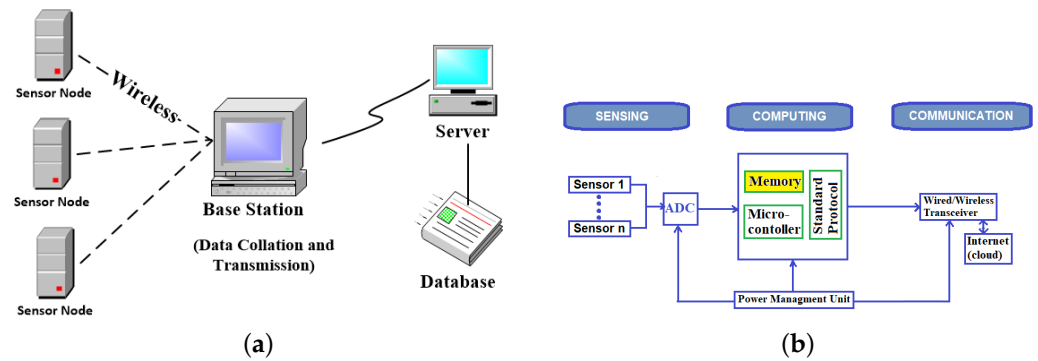 Sensor Node
Wireless-
Sensor Node
Sensor Node
Base Station
(Data Collation and
Transmission)
Server
Database
(a)
SENSING
COMPUTING
COMMUNICATION
Sensor 1
Sensor n
ADC
Memory
Micro-
contoller
Standard
Protocol
Wired/Wireless
Transceiver
Internet
(cloud)
Power Managment Unit
(b)